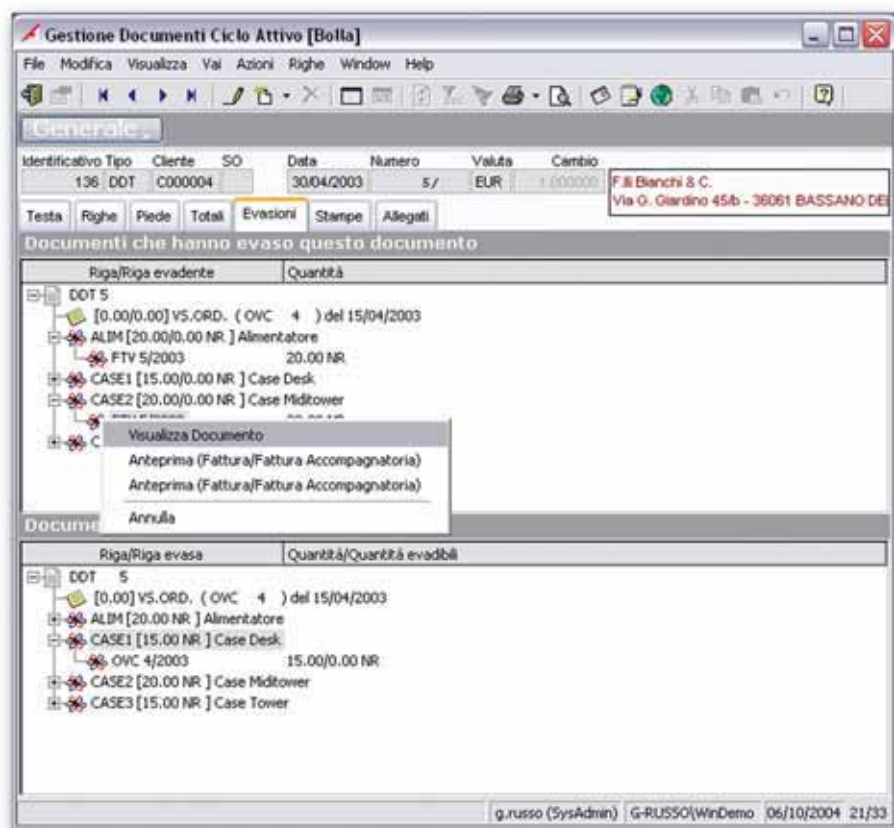 Gestione Documenti Ciclo Attivo [Bolla]
File Modifica Visualizza Vai Azioni Righe Window Help
Generale
Identificativo Tipo Cliente SO Data Numero Valuta Cambio
136 DDT C000004 30/04/2003 5/ EUR 1.000000
F.lli Bianchi & C.
Via G. Giardino 45/b - 36061 BASSANO DE
Testa Righe Piede Totali Evasioni Stampe Allegati
Documenti che hanno evaso questo documento
Riga/Riga evadente Quantità
DDT 5
[0.00/0.00] VS.ORD. ( OVC 4 ) del 15/04/2003
ALIM [20.00/0.00 NR ] Alimentatore
FTV 5/2003 20.00 NR
CASE1 [15.00/0.00 NR ] Case Desk
CASE2 [20.00/0.00 NR ] Case Miditower
C
Visualizza Documento
Anteprima (Fattura/Fattura Accompagnatoria)
Anteprima (Fattura/Fattura Accompagnatoria)
Annulla
Docume
Riga/Riga evasa Quantità/Quantità evadibili
DDT 5
[0.00] VS.ORD. ( OVC 4 ) del 15/04/2003
ALIM [20.00 NR ] Alimentatore
CASE1 [15.00 NR ] Case Desk
OVC 4/2003 15.00/0.00 NR
CASE2 [20.00 NR ] Case Miditower
CASE3 [15.00 NR ] Case Tower
g.russo (SysAdmin) G-RUSSO\WinDemo 06/10/2004 21/33